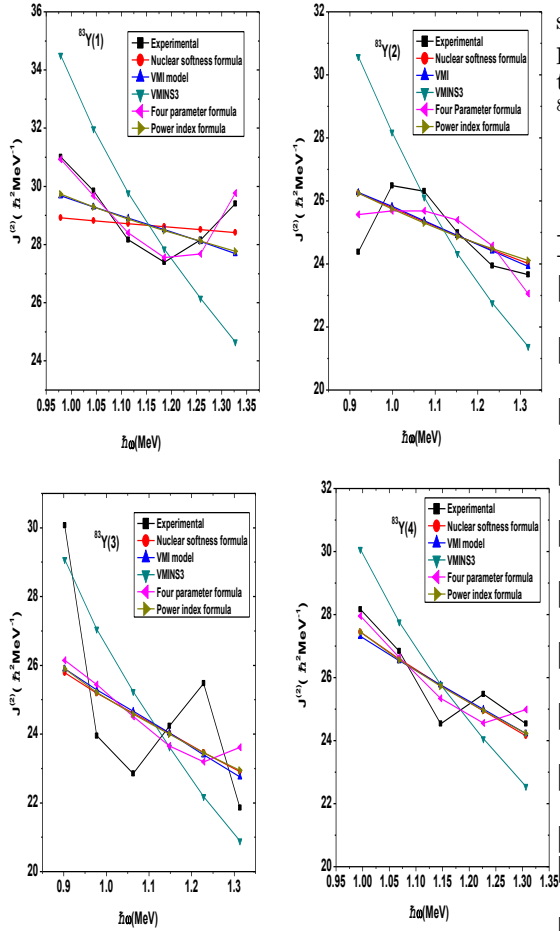 ⁸³Y(1)
Experimental
Nuclear softness formula
VMI model
VMINS3
Four parameter formula
Power index formula
J⁽²⁾( ℏ²MeV⁻¹)
36
34
32
30
28
26
24
0.95 1.00 1.05 1.10 1.15 1.20 1.25 1.30 1.35
ℏω(MeV)
⁸³Y(2)
Experimental
Nuclear softness formula
VMI
VMINS3
Four Parameter formula
Power index formula
J⁽²⁾( ℏ²MeV⁻¹)
32
30
28
26
24
22
20
0.9 1.0 1.1 1.2 1.3
ℏω(MeV)
⁸³Y(3)
Experimental
Nuclear softness formula
VMI model
VMINS3
Four parameter formula
Power index formula
J⁽²⁾( ℏ²MeV⁻¹)
30
28
26
24
22
20
0.9 1.0 1.1 1.2 1.3
ℏω(MeV)
⁸³Y(4)
Experimental
Nuclear softness formula
VMI model
VMINS3
Four parameter formula
Power index formula
J⁽²⁾( ℏ²MeV⁻¹)
32
30
28
26
24
22
20
0.95 1.00 1.05 1.10 1.15 1.20 1.25 1.30 1.35
ℏω(MeV)